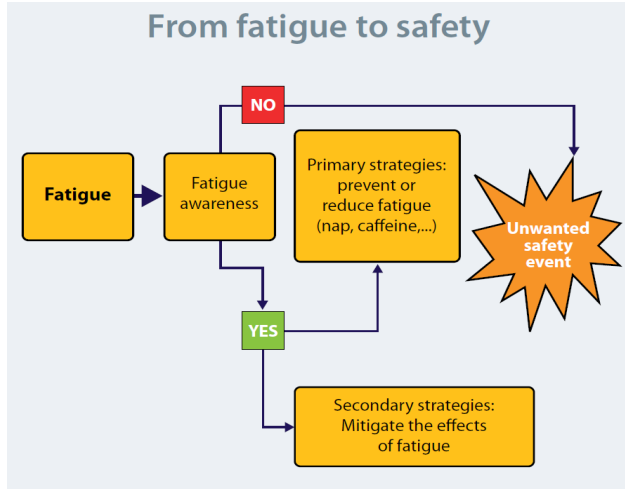 From fatigue to safety
NO
Fatigue
Fatigue
awareness
Primary strategies:
prevent or
reduce fatigue
(nap, caffeine,...)
Unwanted
safety
event
YES
Secondary strategies:
Mitigate the effects
of fatigue